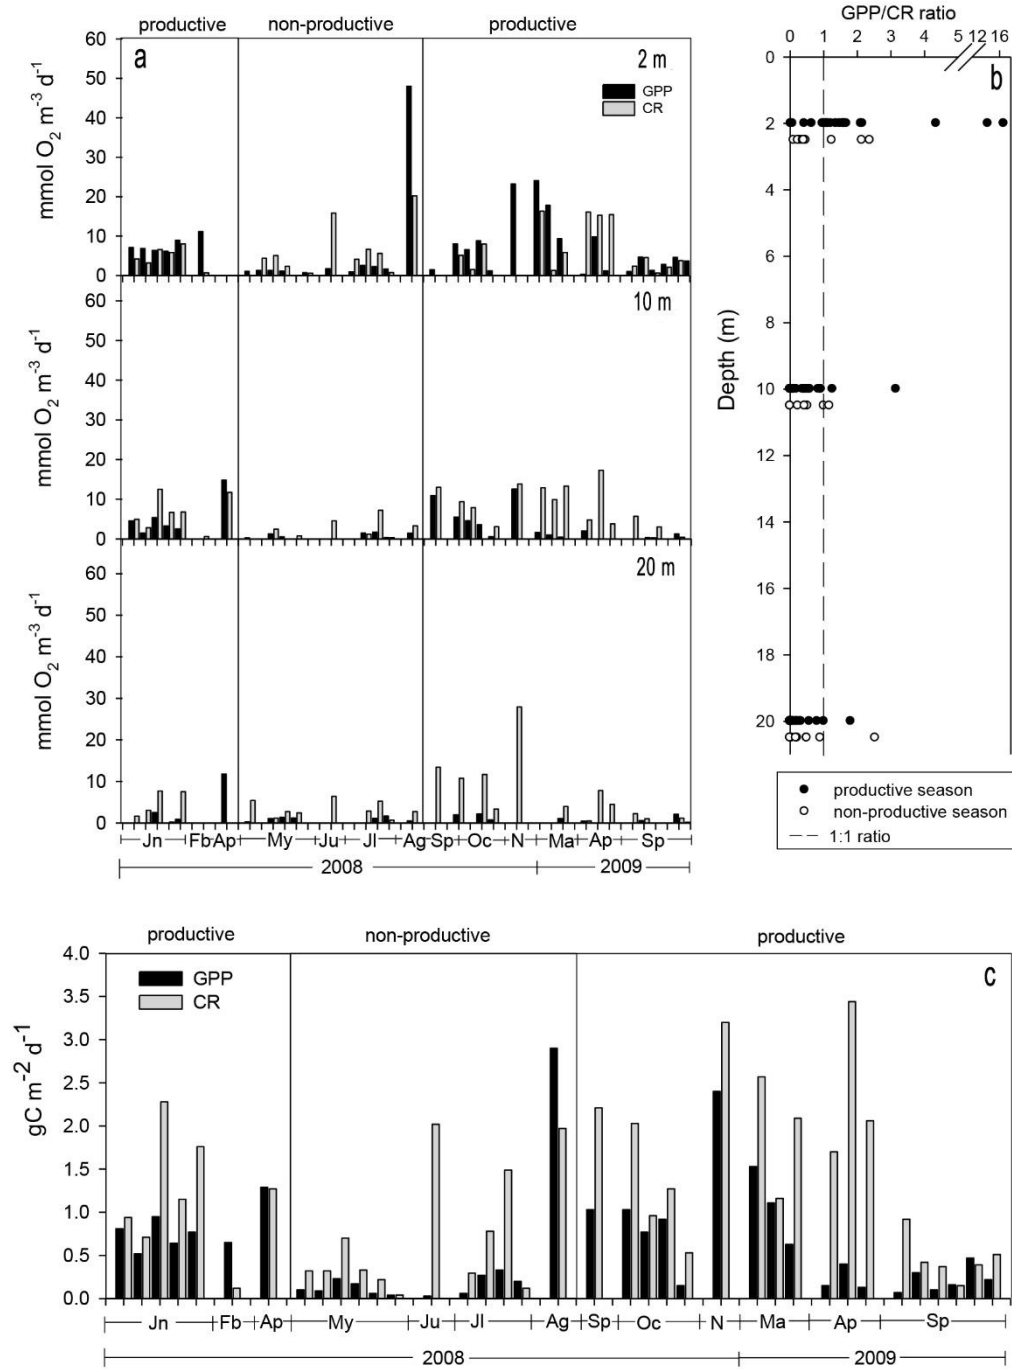 productive non-productive productive
a
2 m
GPP
CR
mmol O2 m-3 d-1
60
50
40
30
20
10
0
10 m
mmol O2 m-3 d-1
60
50
40
30
20
10
0
20 m
mmol O2 m-3 d-1
60
50
40
30
20
10
0
Jn Fb Ap My Ju Jl Ag Sp Oc N Ma Ap Sp
2008 2009
GPP/CR ratio
0 1 2 3 4 5 12 16
b
Depth (m)
0
2
4
6
8
10
12
14
16
18
20
productive season
non-productive season
1:1 ratio
productive non-productive productive
c
GPP
CR
gC m-2 d-1
4.0
3.5
3.0
2.5
2.0
1.5
1.0
0.5
0.0
Jn Fb Ap My Ju Jl Ag Sp Oc N Ma Ap Sp
2008 2009